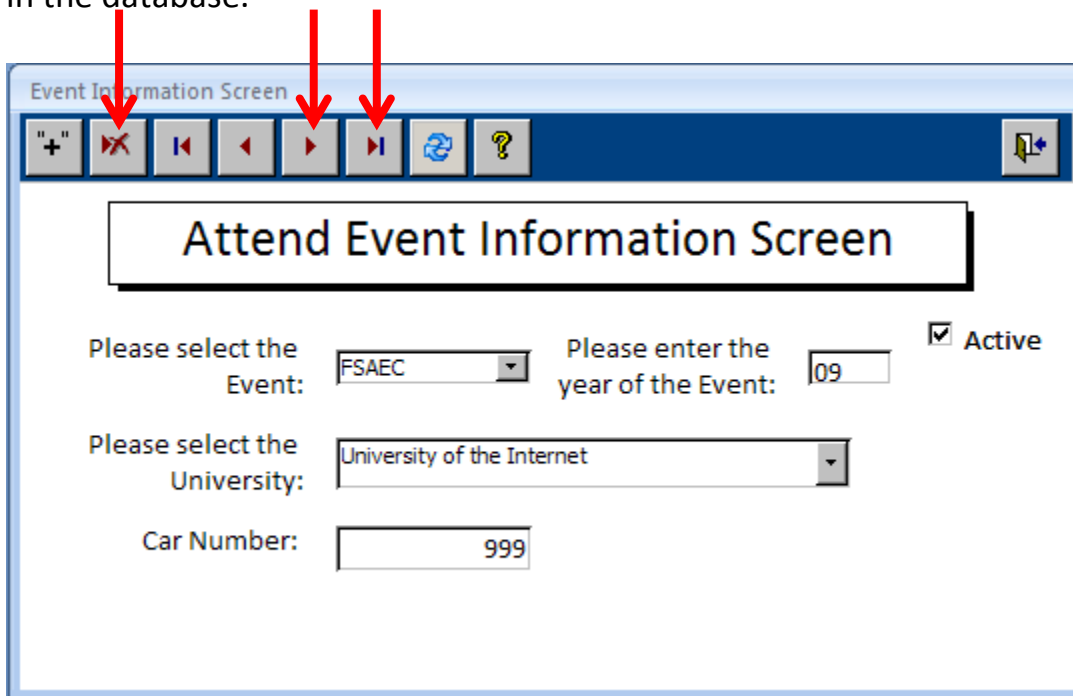 in the database.
Event Information Screen
"+"
?
Attend Event Information Screen
Please select the
Event:
FSAEC
Please enter the
year of the Event:
09
Active
Please select the
University:
University of the Internet
Car Number:
999